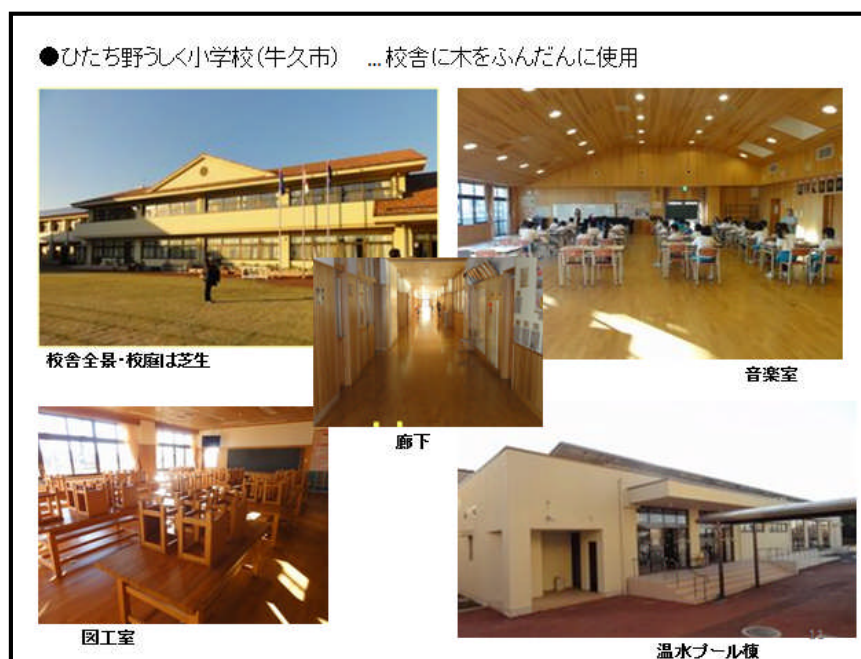 ●ひたち野うしく小学校(牛久市) …校舎に木をふんだんに使用
校舎全景・校庭は芝生
音楽室
廊下
図工室
温水プール棟
11